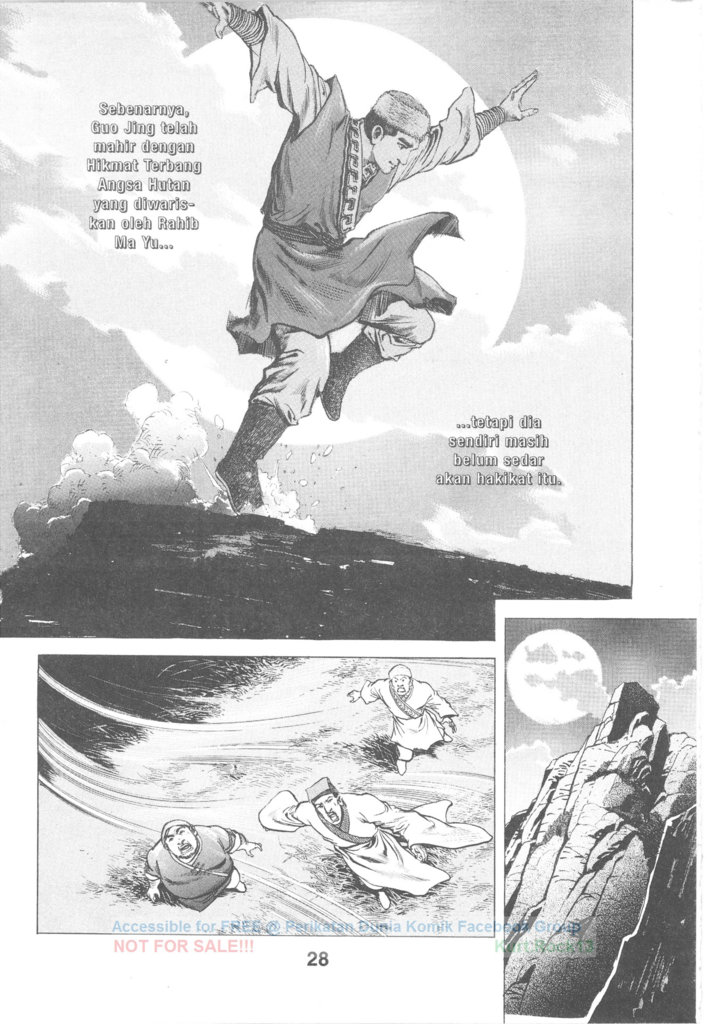 Sebenarnya,
Guo Jing telah
mahir dengan
Hikmat Terbang
Angsa Hutan
yang diwaris-
kan oleh Rahib
Ma Yu...
...tetapi dia
sendiri masih
belum sedar
akan hakikat itu.
Accessible for FREE @ Perikatan Dunia Komik Facebook Group
NOT FOR SALE!!!
28